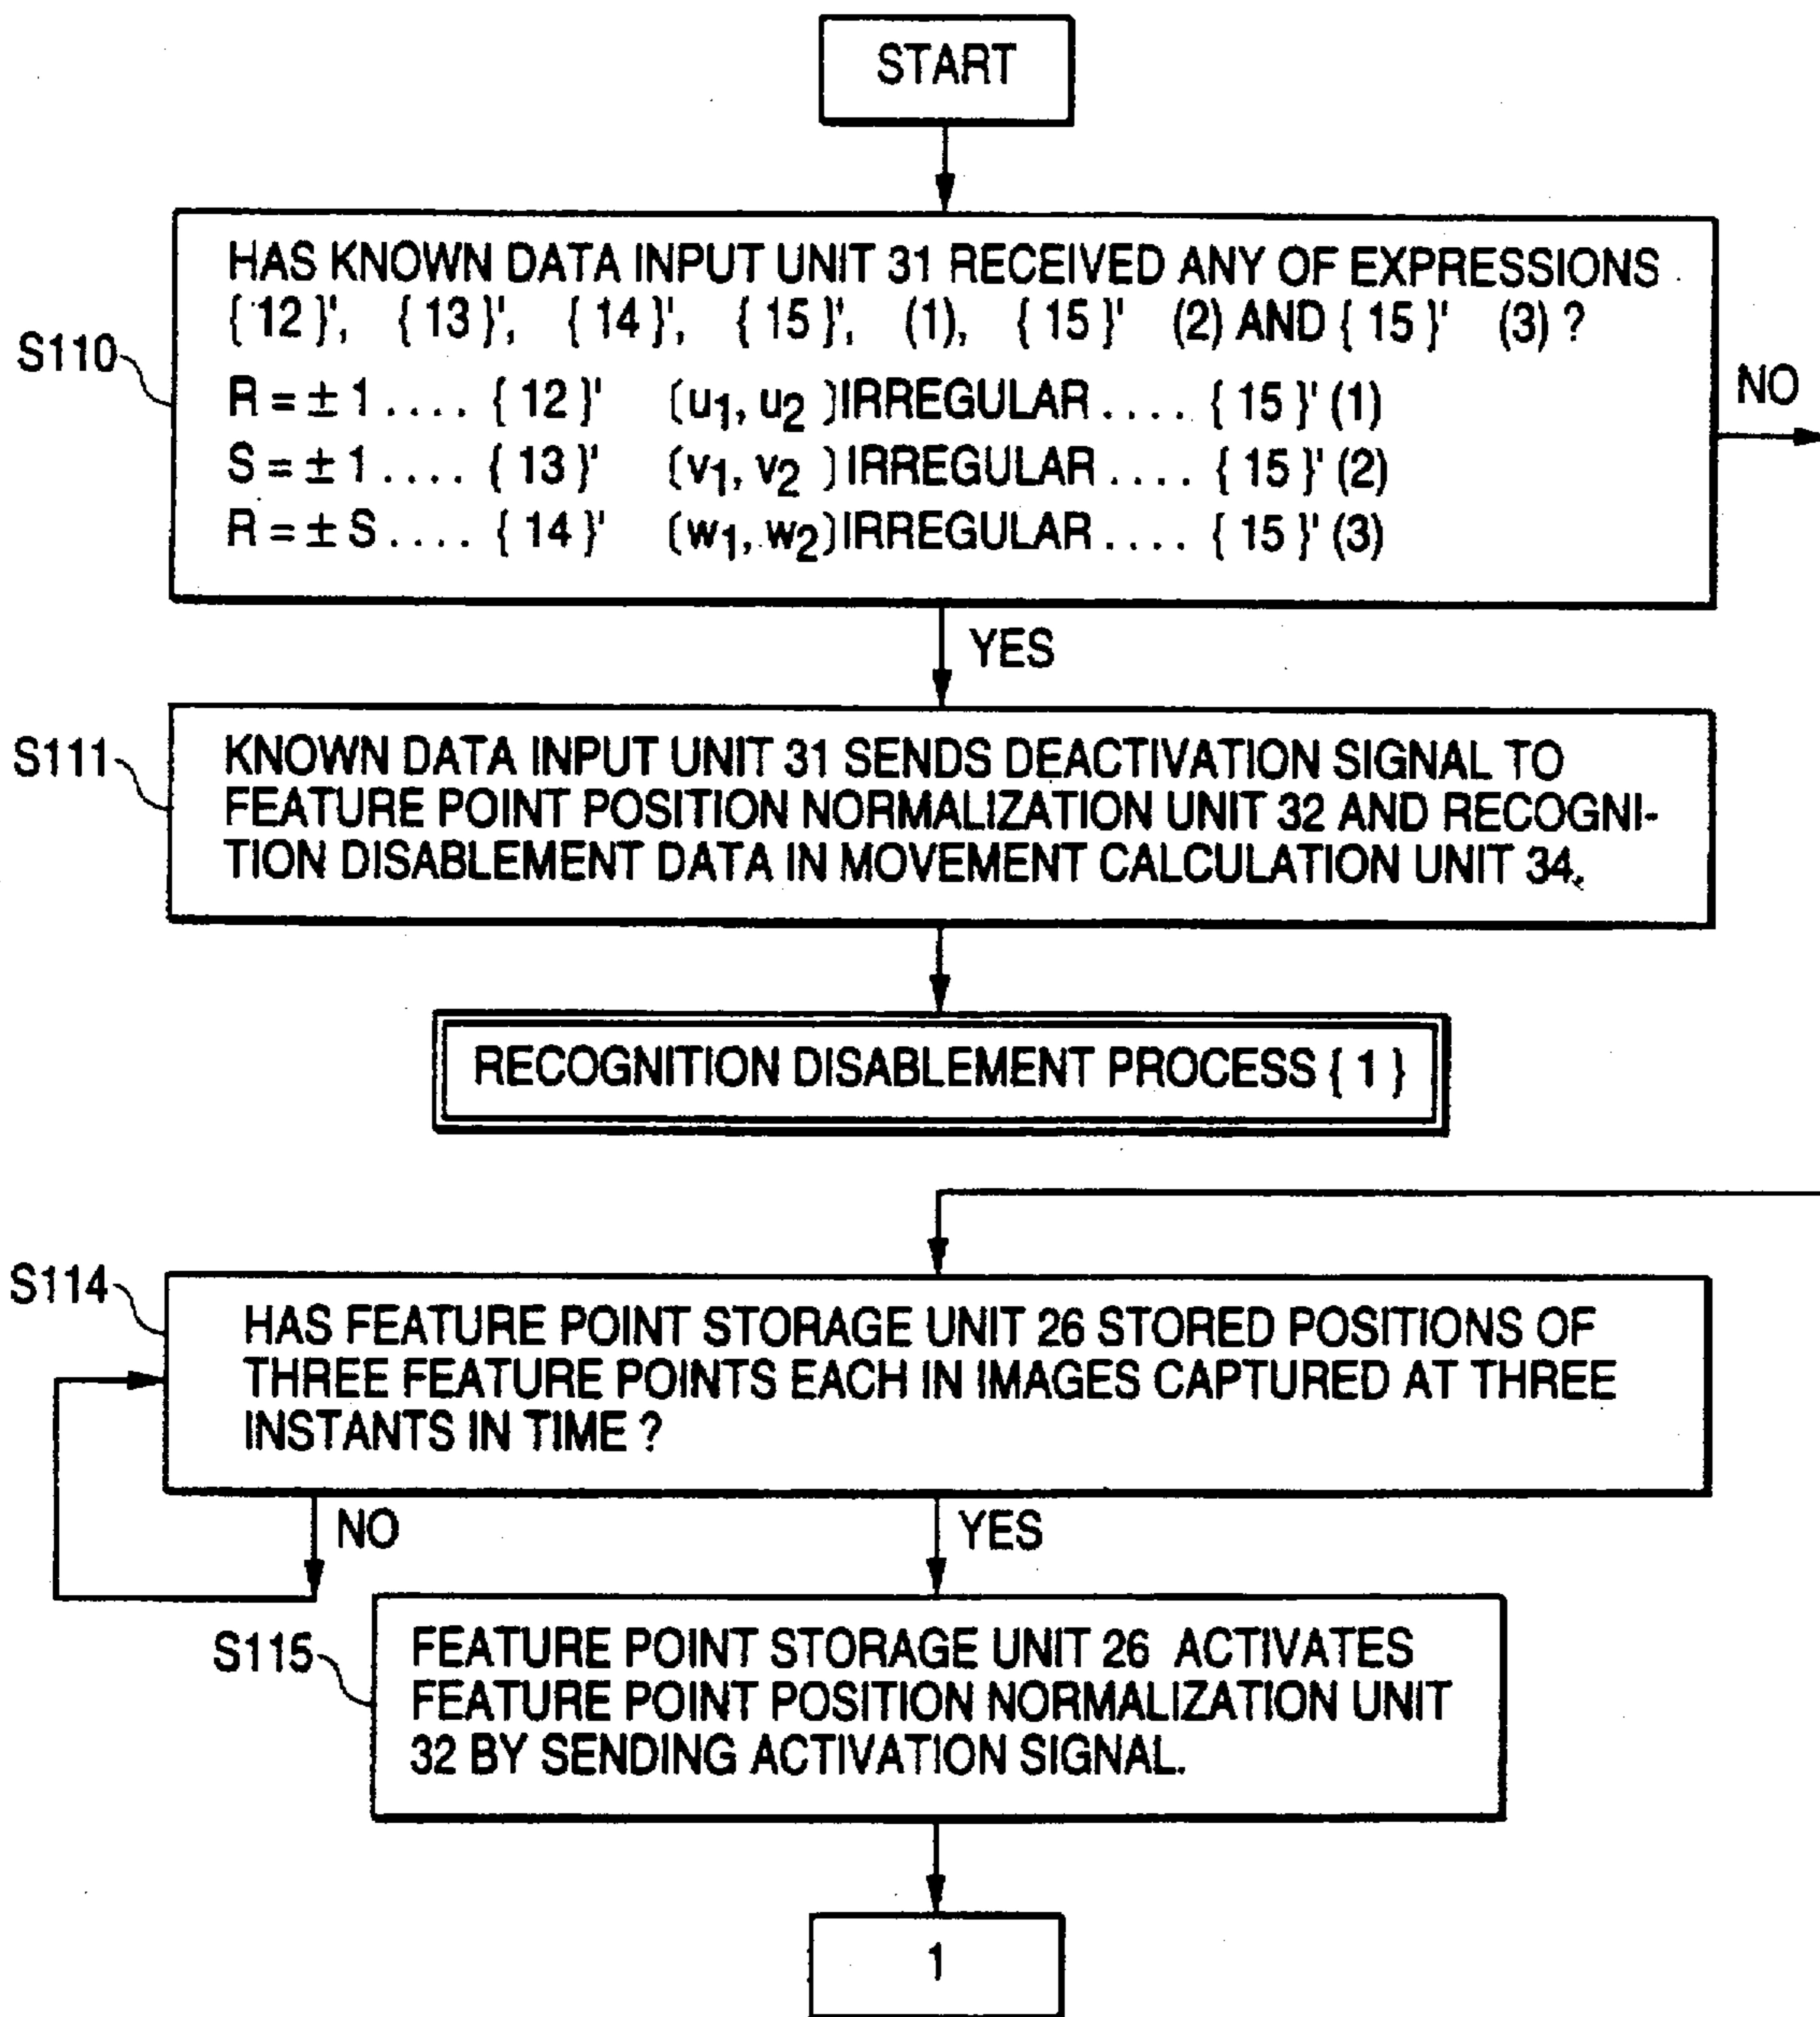 START
HAS KNOWN DATA INPUT UNIT 31 RECEIVED ANY OF EXPRESSIONS
{ 12 }', { 13 }', { 14 }', { 15 }', (1), { 15 }' (2) AND { 15 }' (3) ?
S110
R = ± 1 .... { 12 }' (u1, u2 ) IRREGULAR .... { 15 }' (1)
NO
S = ± 1 .... { 13 }' (v1, v2 ) IRREGULAR .... { 15 }' (2)
R = ± S .... { 14 }' (w1, w2) IRREGULAR .... { 15 }' (3)
YES
S111
KNOWN DATA INPUT UNIT 31 SENDS DEACTIVATION SIGNAL TO
FEATURE POINT POSITION NORMALIZATION UNIT 32 AND RECOGNI-
TION DISABLEMENT DATA IN MOVEMENT CALCULATION UNIT 34.
RECOGNITION DISABLEMENT PROCESS { 1 }
S114
HAS FEATURE POINT STORAGE UNIT 26 STORED POSITIONS OF
THREE FEATURE POINTS EACH IN IMAGES CAPTURED AT THREE
INSTANTS IN TIME ?
NO
YES
S115
FEATURE POINT STORAGE UNIT 26 ACTIVATES
FEATURE POINT POSITION NORMALIZATION UNIT
32 BY SENDING ACTIVATION SIGNAL.
1